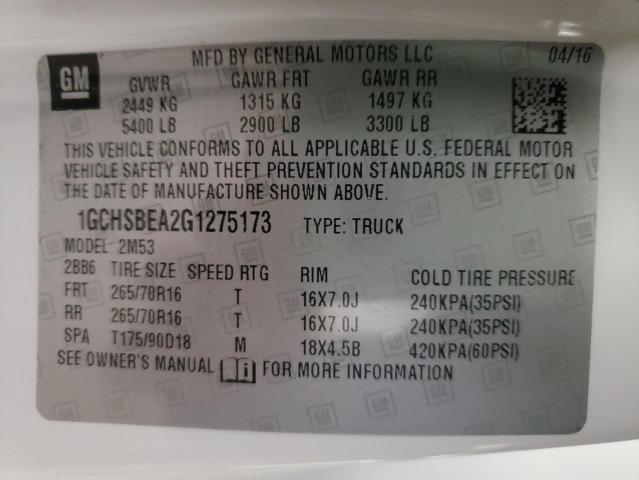 GM
MFD BY GENERAL MOTORS LLC 04/16
GVWR GAWR FRT GAWR RR
2449 KG 1315 KG 1497 KG
5400 LB 2900 LB 3300 LB
THIS VEHICLE CONFORMS TO ALL APPLICABLE U.S. FEDERAL MOTOR
VEHICLE SAFETY AND THEFT PREVENTION STANDARDS IN EFFECT ON
THE DATE OF MANUFACTURE SHOWN ABOVE.
1GCHSBEA2G1275173 TYPE: TRUCK
MODEL 2M53
2BB6 TIRE SIZE SPEED RTG RIM COLD TIRE PRESSURE
FRT 265/70R16 T 16X7.0J 240KPA(35PSI)
RR 265/70R16 T 16X7.0J 240KPA(35PSI)
SPA T175/90D18 M 18X4.5B 420KPA(60PSI)
SEE OWNER'S MANUAL i FOR MORE INFORMATION